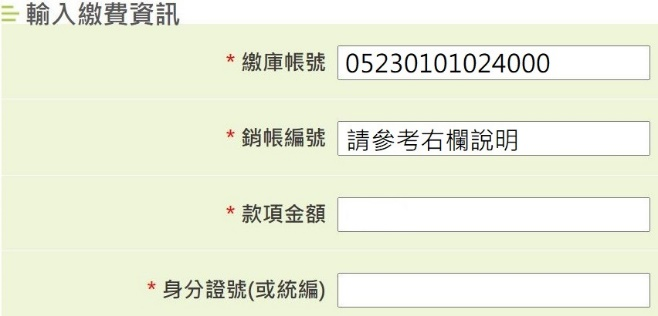 輸入繳費資訊
* 繳庫帳號 05230101024000
* 銷帳編號 請參考右欄說明
* 款項金額
* 身分證號(或統編)